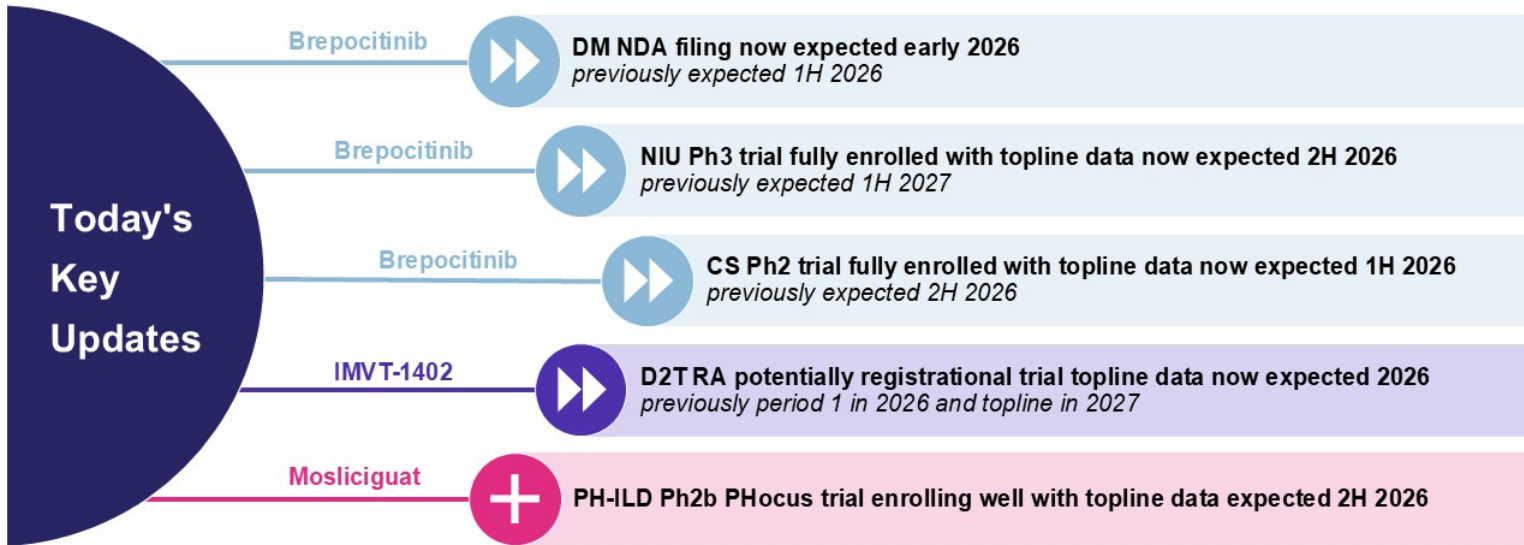 Today's
Key
Updates
Brepocitinib
DM NDA filing now expected early 2026
previously expected 1H 2026
Brepocitinib
NIU Ph3 trial fully enrolled with topline data now expected 2H 2026
previously expected 1H 2027
Brepocitinib
CS Ph2 trial fully enrolled with topline data now expected 1H 2026
previously expected 2H 2026
IMVT-1402
D2T RA potentially registrational trial topline data now expected 2026
previously period 1 in 2026 and topline in 2027
Mosliciguat
PH-ILD Ph2b PHocus trial enrolling well with topline data expected 2H 2026